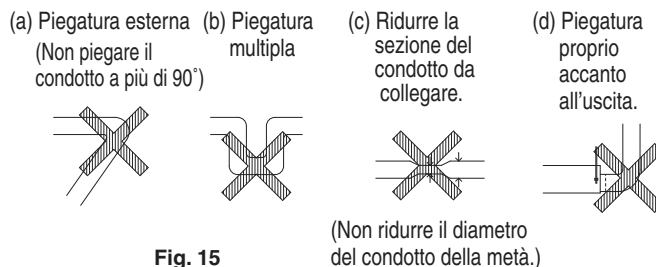 (a) Piegatura esterna
(Non piegare il
condotto a più di 90˚)
(b) Piegatura
multipla
(c) Ridurre la
sezione del
condotto da
collegare.
(Non ridurre il diametro
del condotto della metà.)
(d) Piegatura
proprio
accanto
all'uscita.
Fig. 15